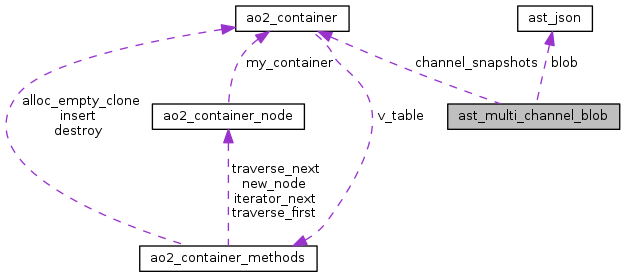 ao2_container
ast_json
channel_snapshots
blob
my_container
alloc_empty_clone
insert
destroy
ao2_container_node
v_table
ast_multi_channel_blob
traverse_next
new_node
iterator_next
traverse_first
ao2_container_methods